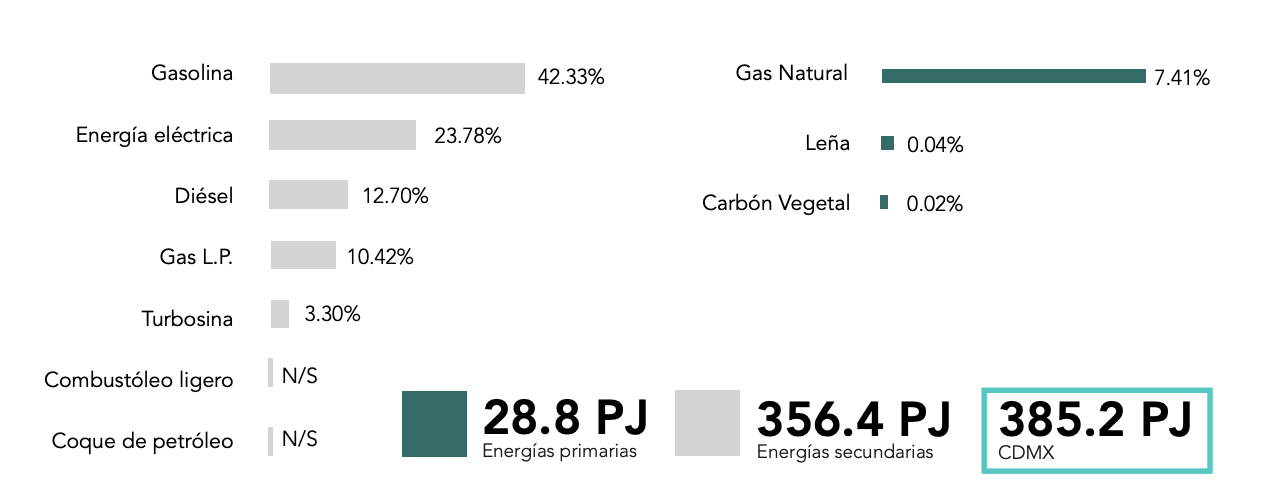 Gasolina 42.33%
Energía eléctrica 23.78%
Diésel 12.70%
Gas L.P. 10.42%
Turbosina 3.30%
Combustóleo ligero N/S
Coque de petróleo N/S
Gas Natural 7.41%
Leña 0.04%
Carbón Vegetal 0.02%
28.8 PJ
Energías primarias
356.4 PJ
Energías secundarias
385.2 PJ
CDMX